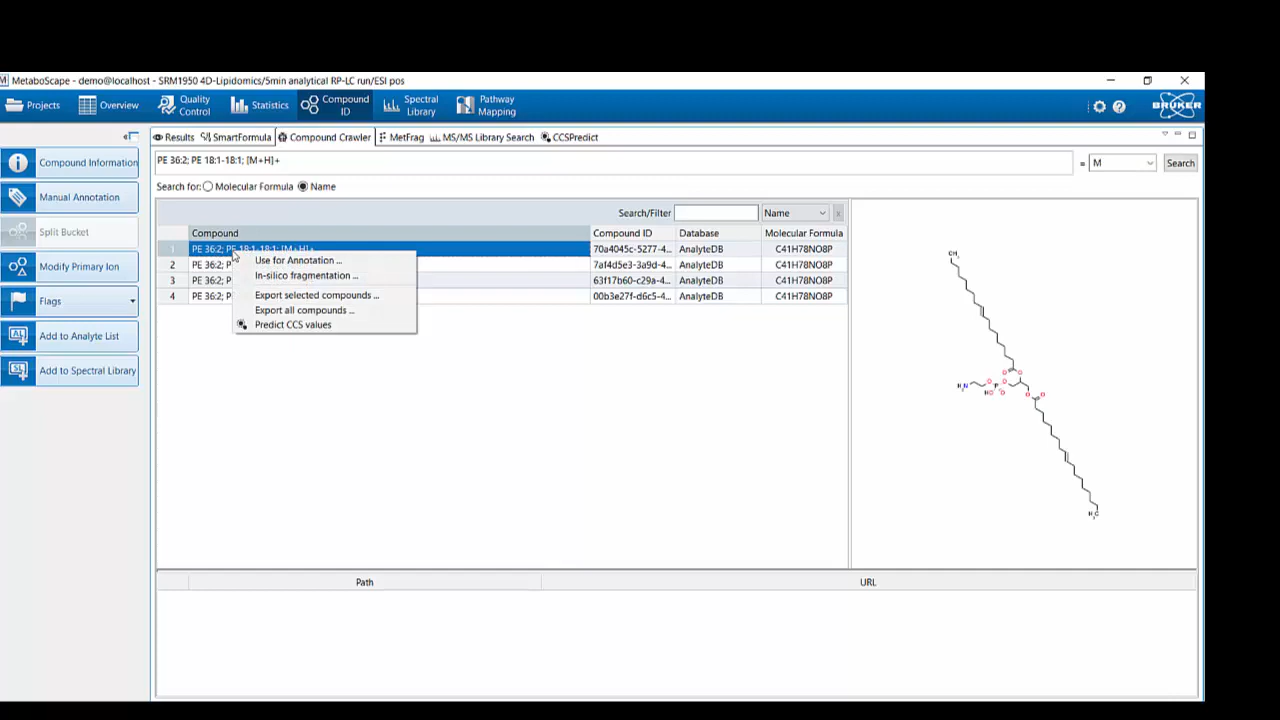 M MetaboScape - demo@localhost - SRM1950 4D-Lipidomics/5min analytical RP-LC run/ESI pos
Projects Overview Quality Control Statistics Compound ID Spectral Library Pathway Mapping BRUKER
Results SmartFormula Compound Crawler MetFrag MS/MS Library Search CCSPredict
Compound Information
Manual Annotation
Split Bucket
Modify Primary Ion
Flags
Add to Analyte List
Add to Spectral Library
PE 36:2; PE 18:1-18:1; [M+H]+ = M Search
Search for: Molecular Formula Name
Search/Filter Name x
Compound Compound ID Database Molecular Formula
1 PE 36:2; PE 18:1-18:1; [M+H]+ 70a4045c-5277-4... AnalyteDB C41H78NO8P
2 PE 36:2; P 7af4d5e3-3a9d-4... AnalyteDB C41H78NO8P
3 PE 36:2; P 63f17b60-c29a-4... AnalyteDB C41H78NO8P
4 PE 36:2; P 00b3e27f-d6c5-4... AnalyteDB C41H78NO8P
Use for Annotation ...
In-silico fragmentation ...
Export selected compounds ...
Export all compounds ...
Predict CCS values
CH3
O O
H2N O P O
HO O O O
H3C
Path URL